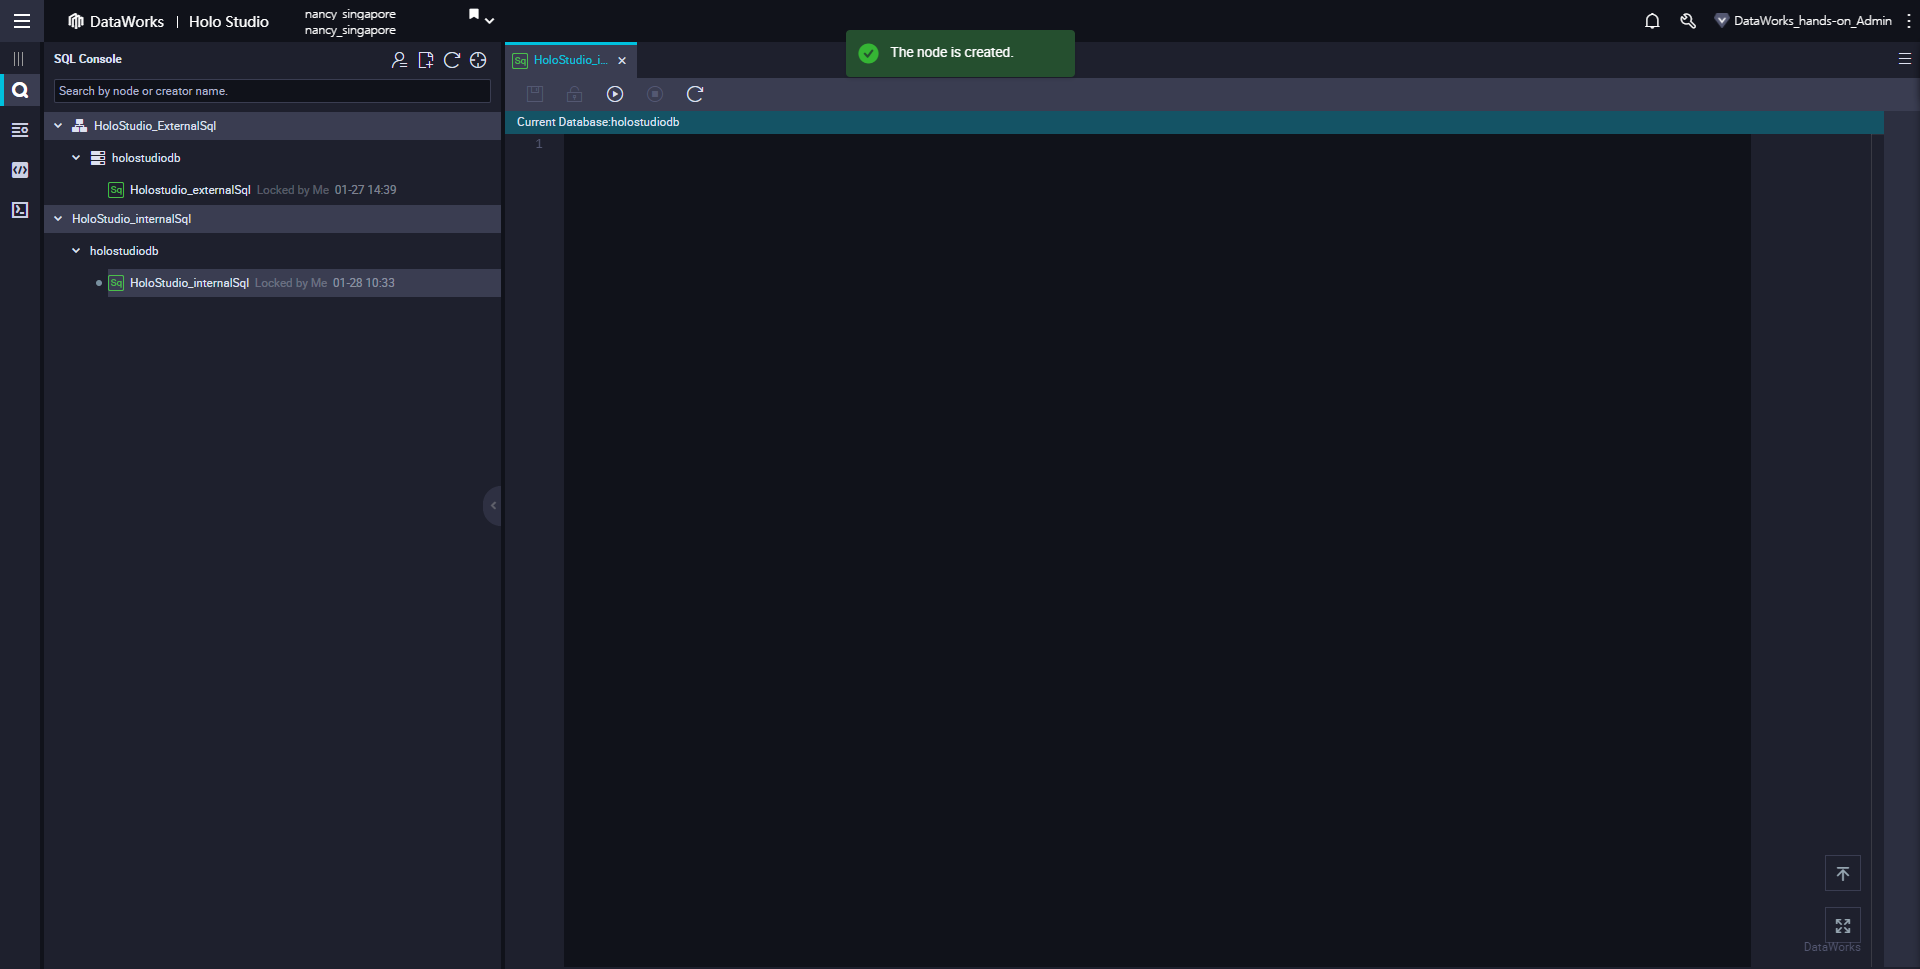 DataWorks | Holo Studio
nancy_singapore
nancy_singapore
DataWorks_hands-on_Admin
The node is created.
SQL Console
Search by node or creator name.
HoloStudio_ExternalSql
holostudiodb
Sq Holostudio_externalSql Locked by Me 01-27 14:39
HoloStudio_internalSql
holostudiodb
Sq HoloStudio_internalSql Locked by Me 01-28 10:33
Sq HoloStudio_i...
Current Database:holostudiodb
1
DataWorks